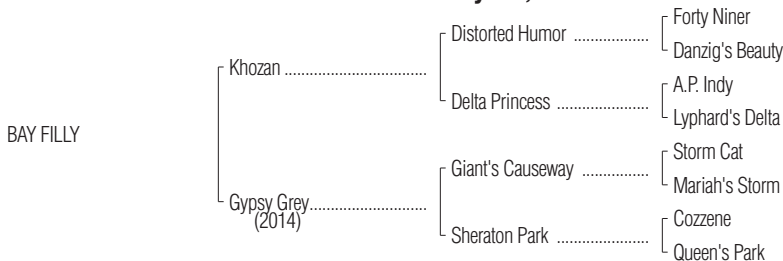 Forty Niner
Distorted Humor ....................
Danzig's Beauty
Khozan ...................................
A.P. Indy
Delta Princess ........................
Lyphard's Delta
BAY FILLY
Storm Cat
Giant's Causeway .................
Mariah's Storm
Gypsy Grey.............................
(2014)
Cozzene
Sheraton Park ........................
Queen's Park